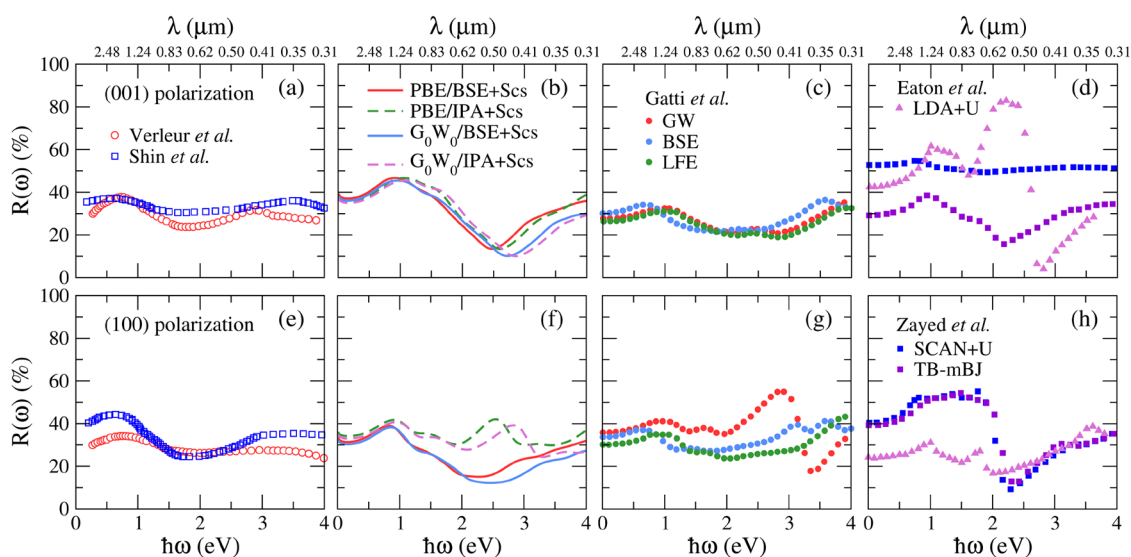 λ (μm) λ (μm) λ (μm) λ (μm)
2.48 1.24 0.83 0.62 0.50 0.41 0.35 0.31 2.48 1.24 0.83 0.62 0.50 0.41 0.35 0.31 2.48 1.24 0.83 0.62 0.50 0.41 0.35 0.31 2.48 1.24 0.83 0.62 0.50 0.41 0.35 0.31
R(ω) (%)
100
80
60
40
20
0
(001) polarization (a)
Verleur et al.
Shin et al.
(b)
PBE/BSE+Scs
PBE/IPA+Scs
G₀W₀/BSE+Scs
G₀W₀/IPA+Scs
(c)
Gatti et al.
GW
BSE
LFE
Eaton et al. (d)
LDA+U
R(ω) (%)
100
80
60
40
20
0
(100) polarization (e)
(f)
(g)
Zayed et al. (h)
SCAN+U
TB-mBJ
0 1 2 3 4 0 1 2 3 4 0 1 2 3 4 0 1 2 3 4
ħω (eV) ħω (eV) ħω (eV) ħω (eV)